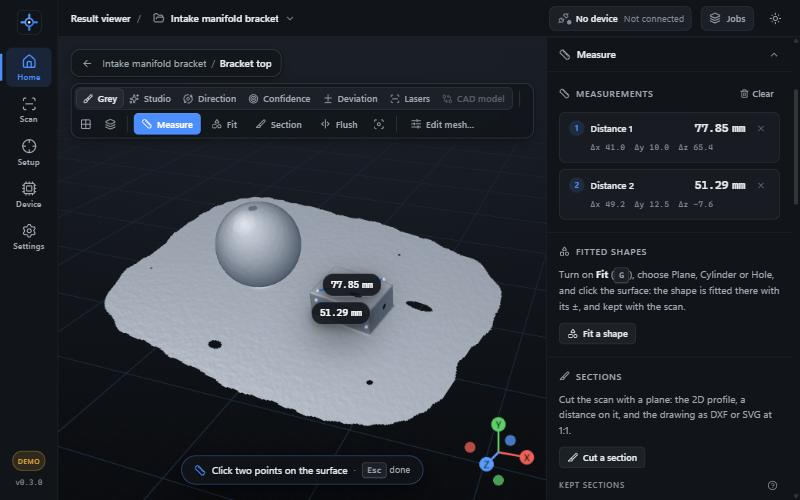 Result viewer / Intake manifold bracket
No device Not connected
Jobs
Home
Scan
Setup
Device
Settings
DEMO
v0.3.0
Intake manifold bracket / Bracket top
Grey Studio Direction Confidence Deviation Lasers CAD model
Measure Fit Section Flush Edit mesh...
77.85 mm
51.29 mm
Click two points on the surface · Esc done
Y
X
Z
Measure
MEASUREMENTS Clear
1 Distance 1 77.85 mm
Δx 41.0 Δy 10.0 Δz 65.4
2 Distance 2 51.29 mm
Δx 49.2 Δy 12.5 Δz -7.6
FITTED SHAPES
Turn on Fit ( G ), choose Plane, Cylinder or Hole,
and click the surface: the shape is fitted there with
its ±, and kept with the scan.
Fit a shape
SECTIONS
Cut the scan with a plane: the 2D profile, a
distance on it, and the drawing as DXF or SVG at
1:1.
Cut a section
KEPT SECTIONS